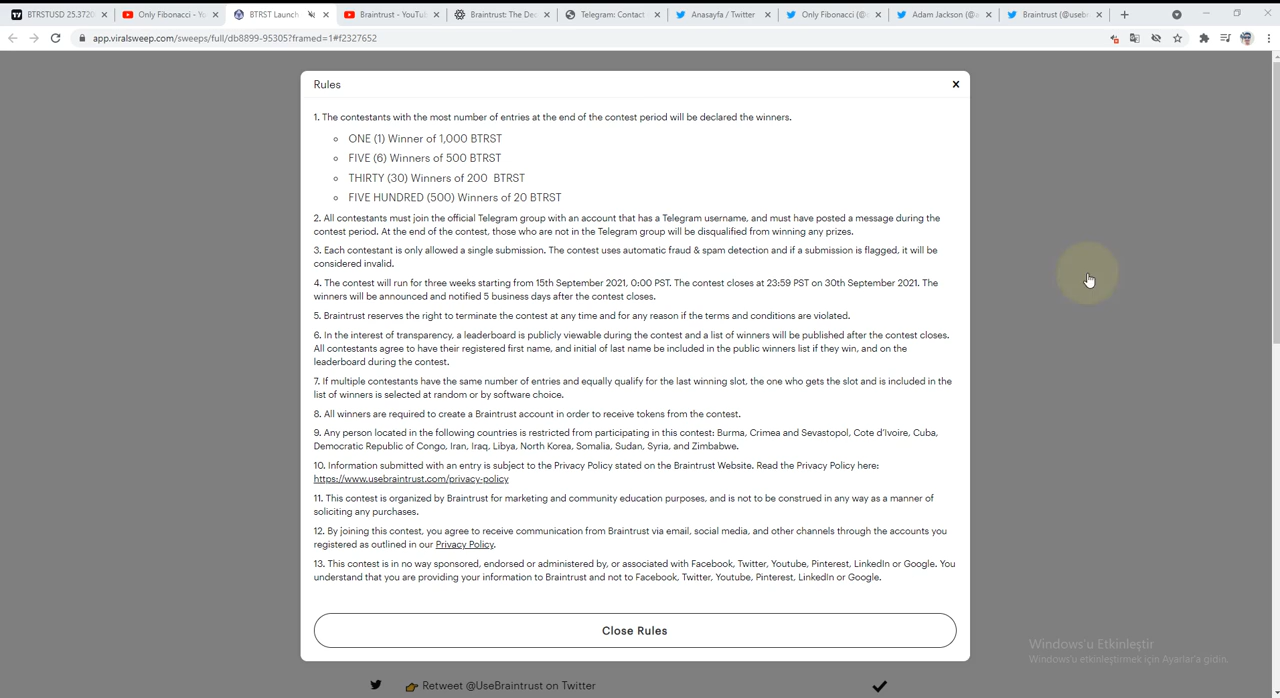 BTRSTUSD 25.3720
Only Fibonacci - Yo
BTRST Launch
Braintrust - YouTu
Braintrust: The De
Telegram: Contact
Anasayfa / Twitter
Only Fibonacci (@
Adam Jackson (@a
Braintrust (@useb
app.viralsweep.com/sweeps/full/db8899-95305?framed=1#f2327652
Rules
1. The contestants with the most number of entries at the end of the contest period will be declared the winners.
ONE (1) Winner of 1,000 BTRST
FIVE (6) Winners of 500 BTRST
THIRTY (30) Winners of 200 BTRST
FIVE HUNDRED (500) Winners of 20 BTRST
2. All contestants must join the official Telegram group with an account that has a Telegram username, and must have posted a message during the
contest period. At the end of the contest, those who are not in the Telegram group will be disqualified from winning any prizes.
3. Each contestant is only allowed a single submission. The contest uses automatic fraud & spam detection and if a submission is flagged, it will be
considered invalid.
4. The contest will run for three weeks starting from 15th September 2021, 0:00 PST. The contest closes at 23:59 PST on 30th September 2021. The
winners will be announced and notified 5 business days after the contest closes.
5. Braintrust reserves the right to terminate the contest at any time and for any reason if the terms and conditions are violated.
6. In the interest of transparency, a leaderboard is publicly viewable during the contest and a list of winners will be published after the contest closes.
All contestants agree to have their registered first name, and initial of last name be included in the public winners list if they win, and on the
leaderboard during the contest.
7. If multiple contestants have the same number of entries and equally qualify for the last winning slot, the one who gets the slot and is included in the
list of winners is selected at random or by software choice.
8. All winners are required to create a Braintrust account in order to receive tokens from the contest.
9. Any person located in the following countries is restricted from participating in this contest: Burma, Crimea and Sevastopol, Cote d'Ivoire, Cuba,
Democratic Republic of Congo, Iran, Iraq, Libya, North Korea, Somalia, Sudan, Syria, and Zimbabwe.
10. Information submitted with an entry is subject to the Privacy Policy stated on the Braintrust Website. Read the Privacy Policy here:
https://www.usebraintrust.com/privacy-policy
11. This contest is organized by Braintrust for marketing and community education purposes, and is not to be construed in any way as a manner of
soliciting any purchases.
12. By joining this contest, you agree to receive communication from Braintrust via email, social media, and other channels through the accounts you
registered as outlined in our Privacy Policy.
13. This contest is in no way sponsored, endorsed or administered by, or associated with Facebook, Twitter, Youtube, Pinterest, LinkedIn or Google. You
understand that you are providing your information to Braintrust and not to Facebook, Twitter, Youtube, Pinterest, LinkedIn or Google.
Close Rules
Windows'u Etkinleştir
Windows'u etkinleştirmek için Ayarlar'a gidin.
Retweet @UseBraintrust on Twitter